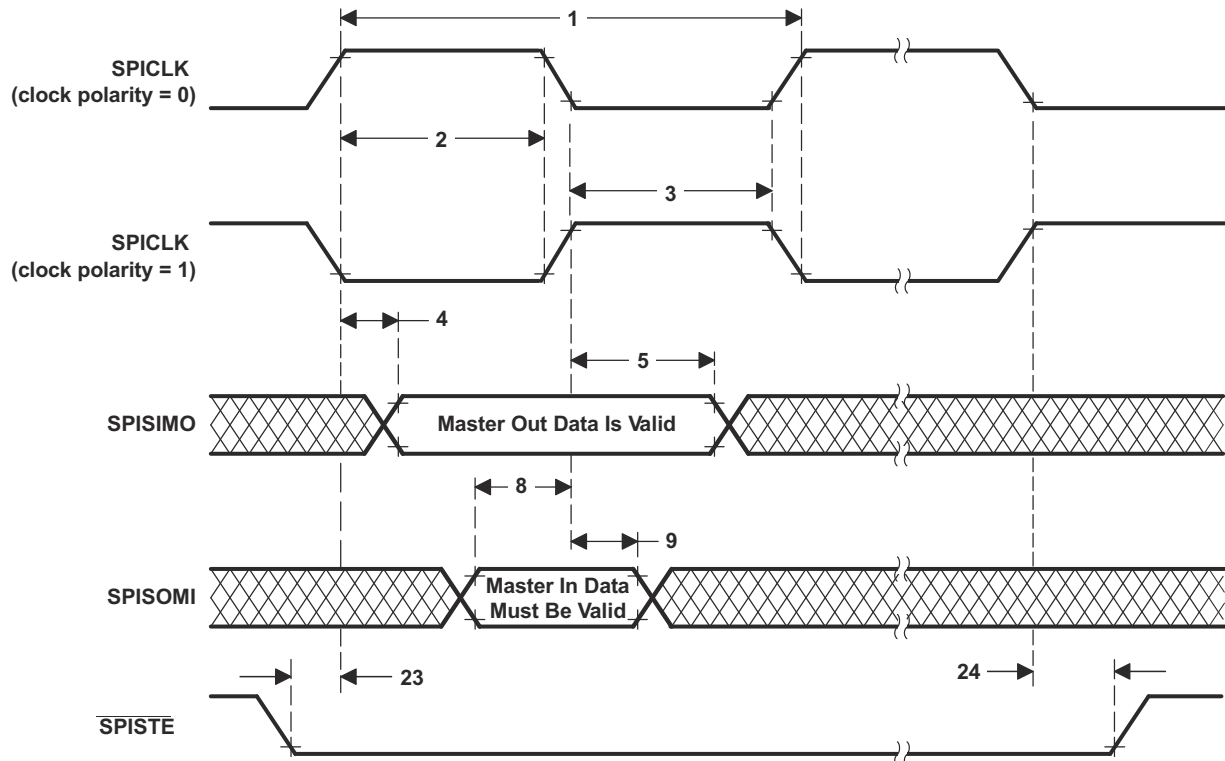 1
SPICLK
(clock polarity = 0)
2
3
SPICLK
(clock polarity = 1)
4
5
SPISIMO
Master Out Data Is Valid
8
9
SPISOMI
Master In Data
Must Be Valid
23
24
SPISTE